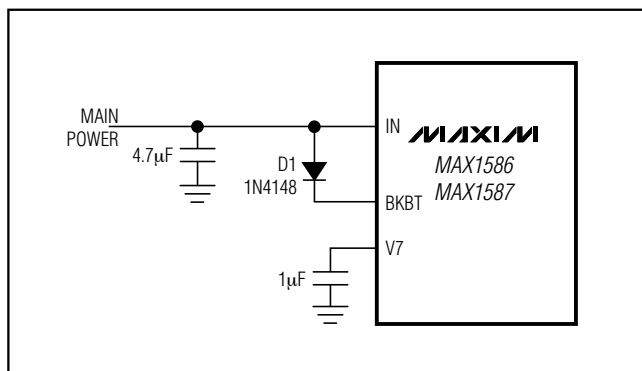 MAIN
POWER
4.7μF
D1
1N4148
IN
MAXIM
MAX1586
MAX1587
BKBT
V7
1μF